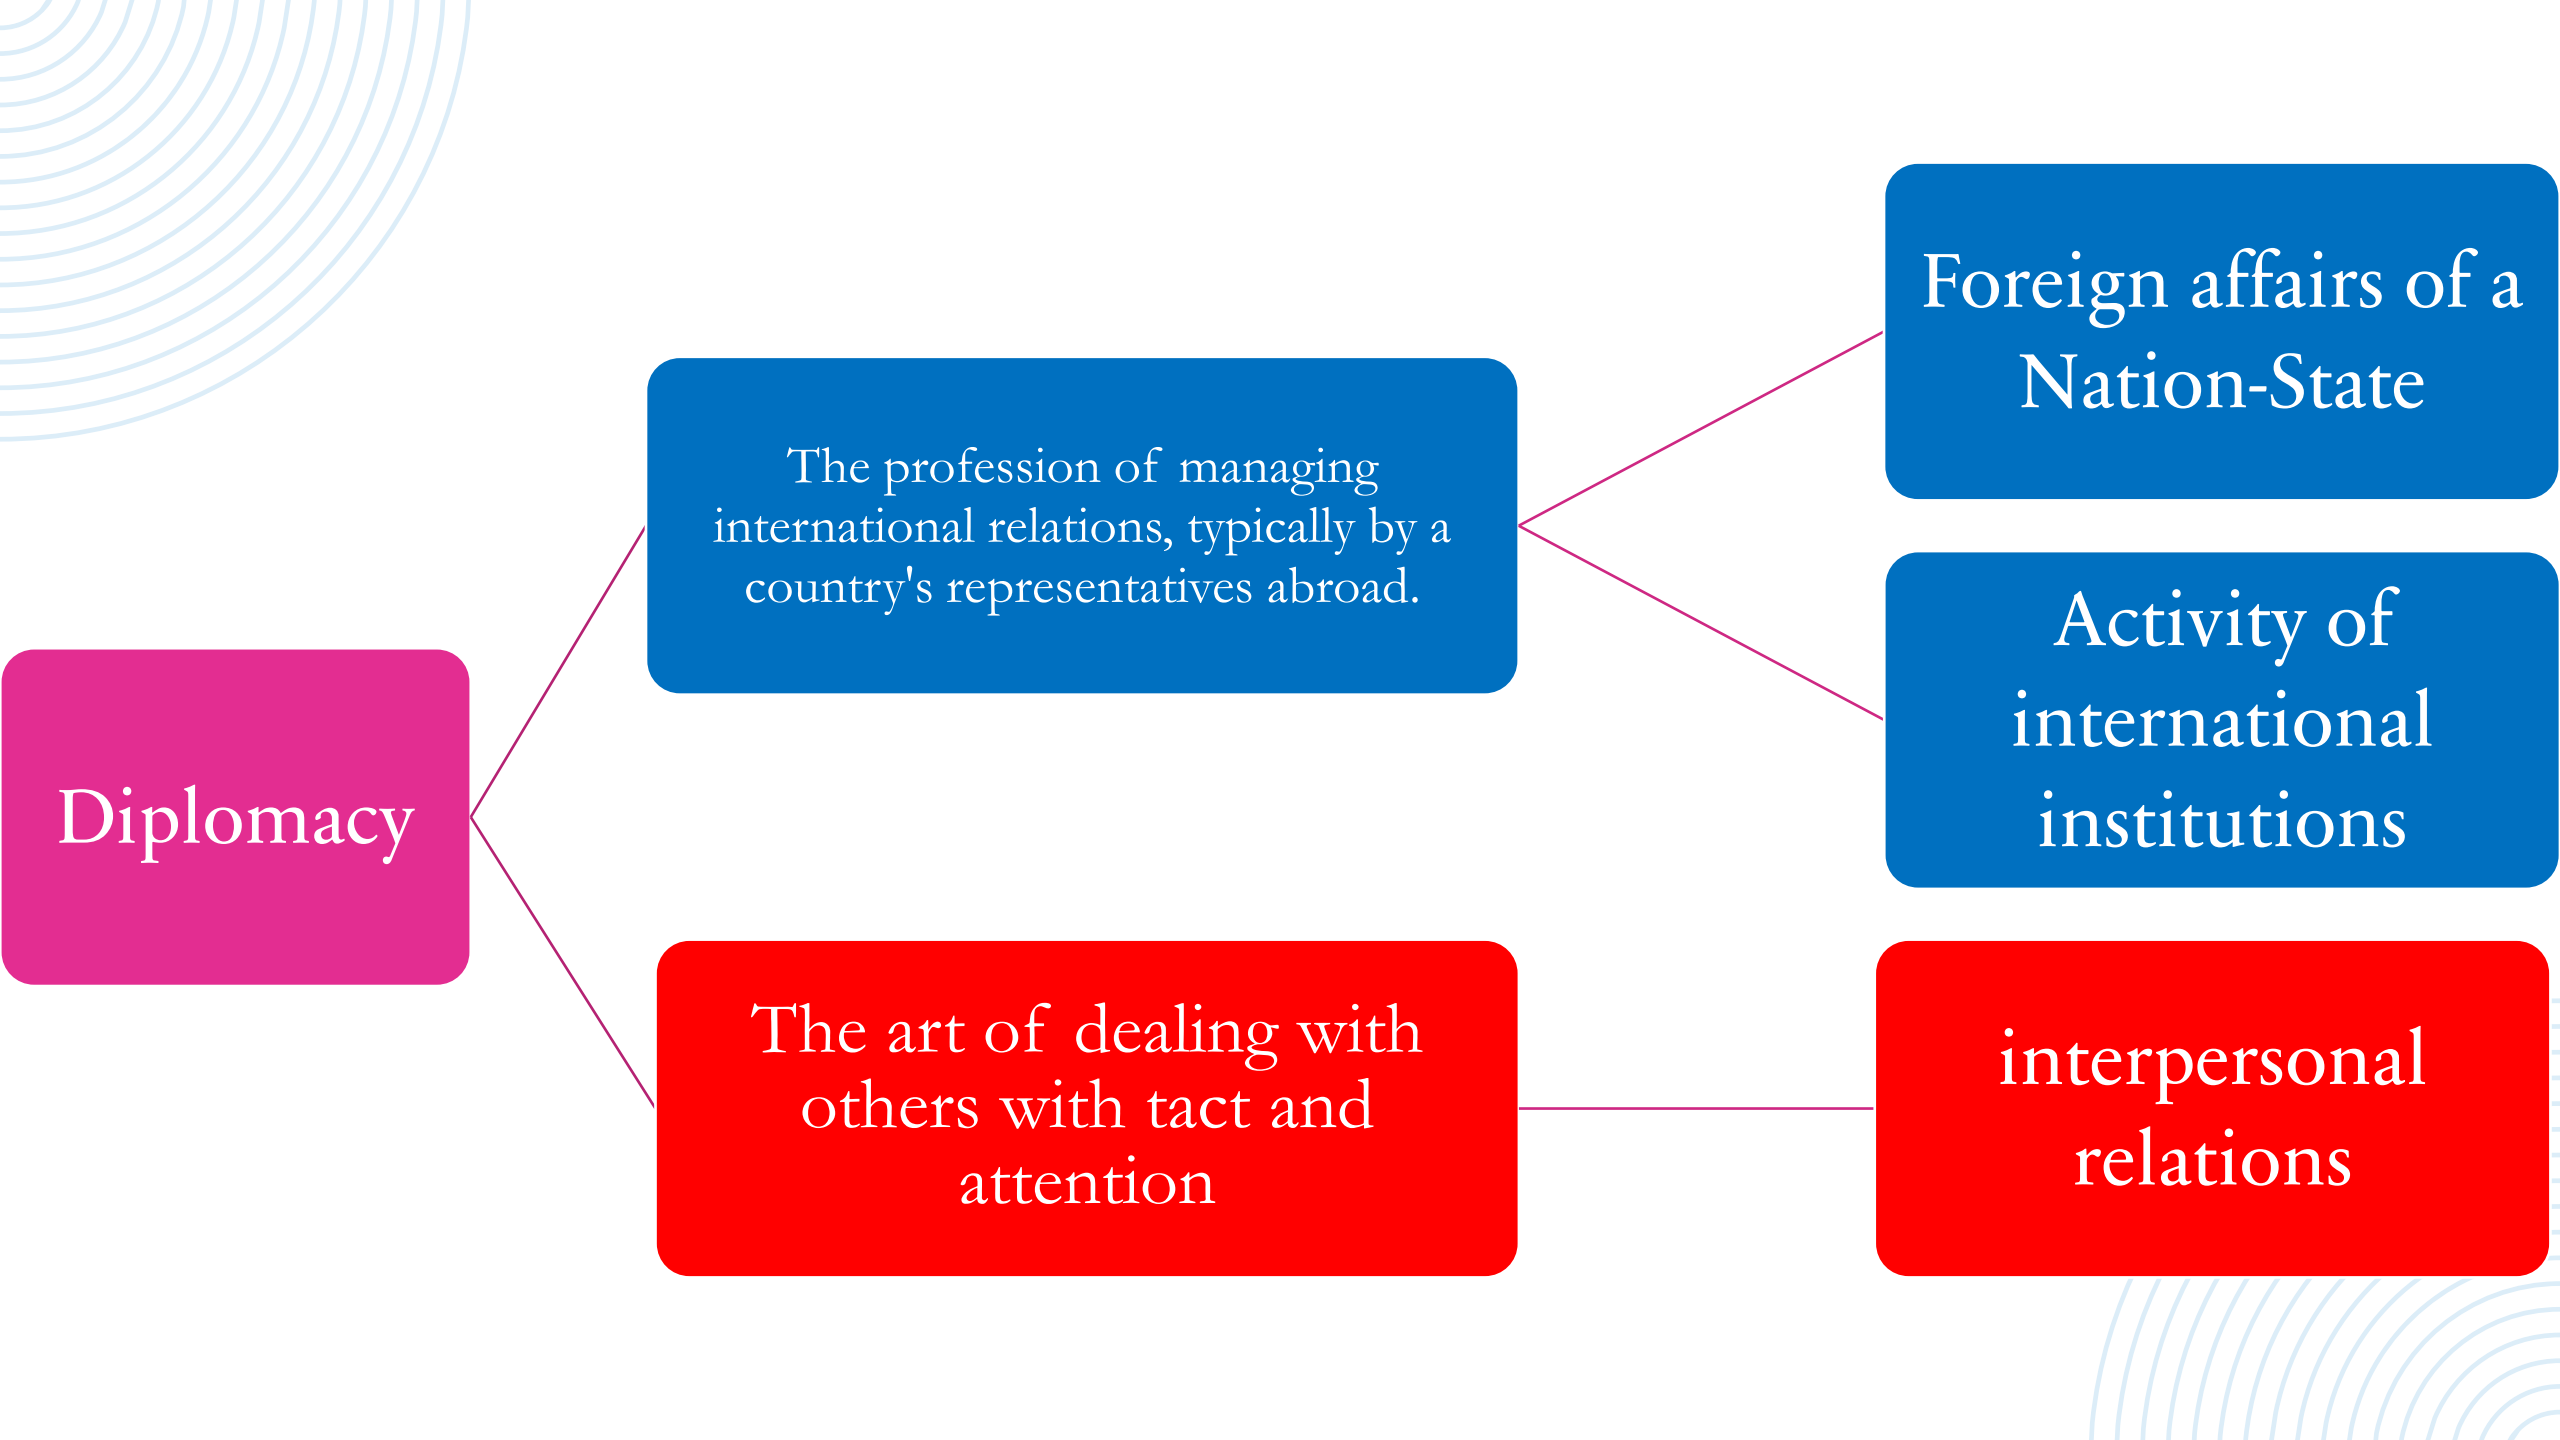 Diplomacy
The profession of managing
international relations, typically by a
country's representatives abroad.
Foreign affairs of a
Nation-State
Activity of
international
institutions
The art of dealing with
others with tact and
attention
interpersonal
relations